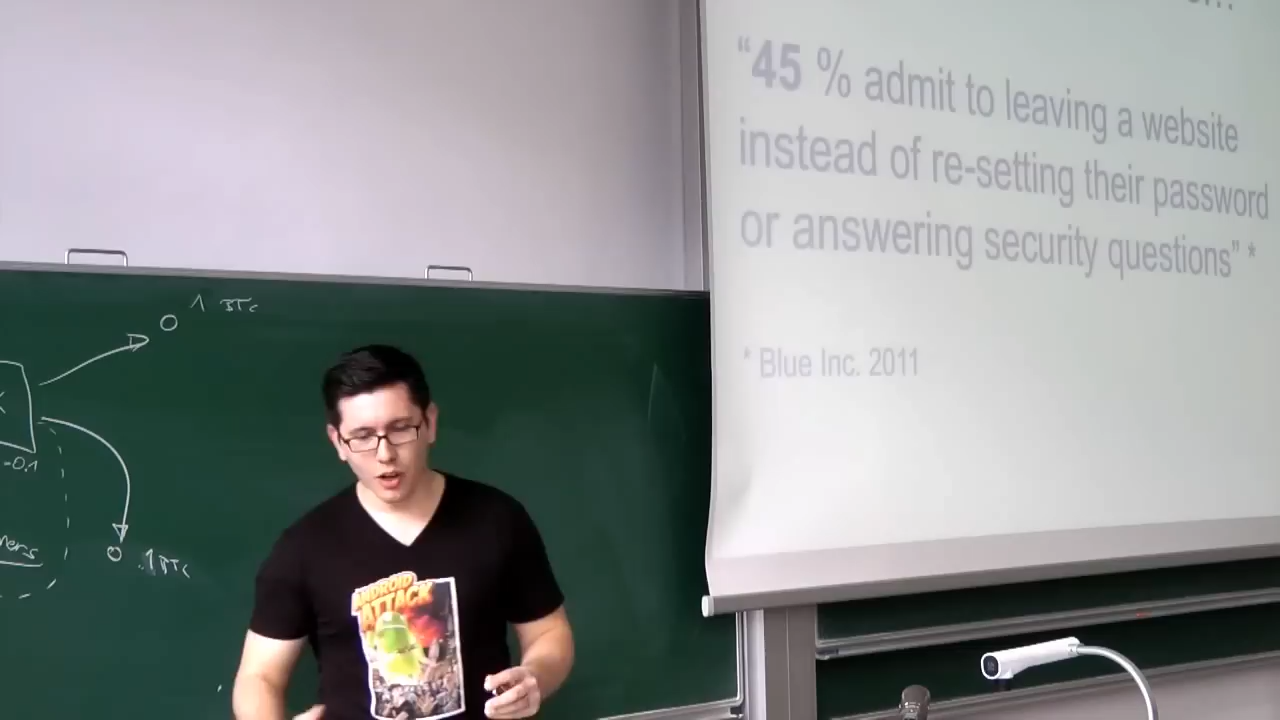 “45 % admit to leaving a website
instead of re-setting their password
or answering security questions” *
* Blue Inc. 2011
1 BTC
1 BTC
ANDROID
ATTACK